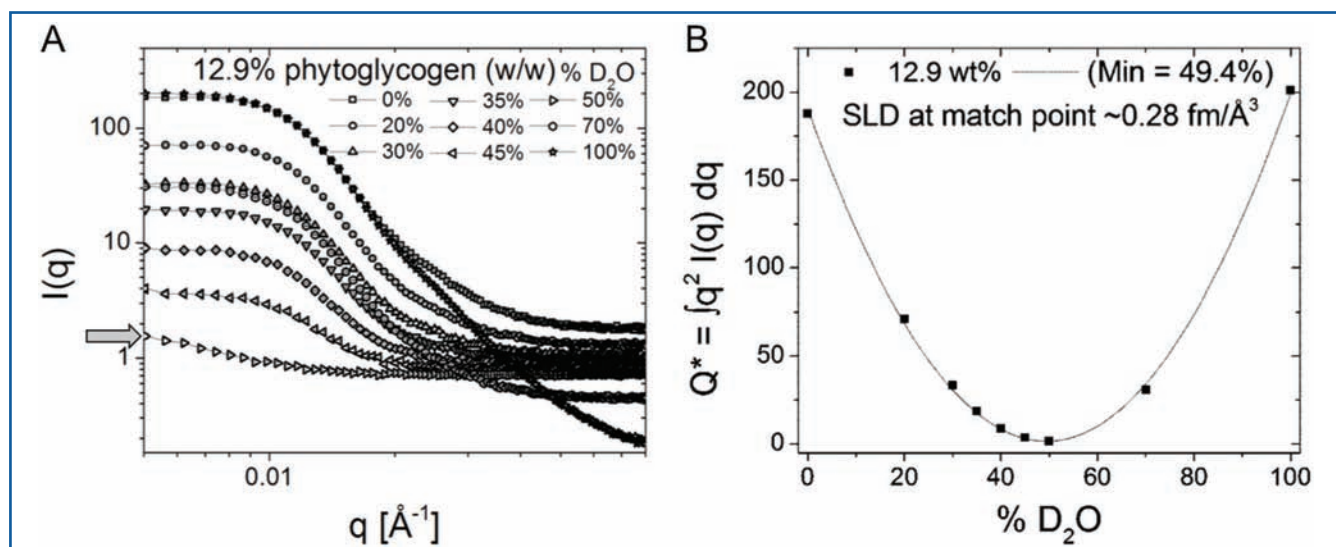 A
12.9% phytoglycogen (w/w) % D₂O
0% 35% 50%
20% 40% 70%
30% 45% 100%
100
10
1
I(q)
0.01
q [Å⁻¹]
B
12.9 wt% (Min = 49.4%)
SLD at match point ~0.28 fm/Å³
200
150
100
50
0
Q* = ∫q² I(q) dq
0 20 40 60 80 100
% D₂O